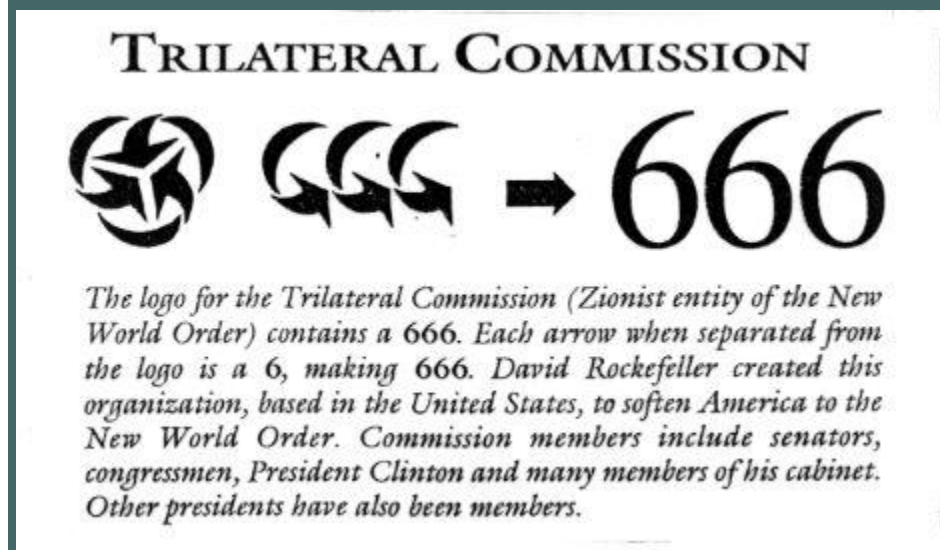 TRILATERAL COMMISSION
666
The logo for the Trilateral Commission (Zionist entity of the New
World Order) contains a 666. Each arrow when separated from
the logo is a 6, making 666. David Rockefeller created this
organization, based in the United States, to soften America to the
New World Order. Commission members include senators,
congressmen, President Clinton and many members of his cabinet.
Other presidents have also been members.